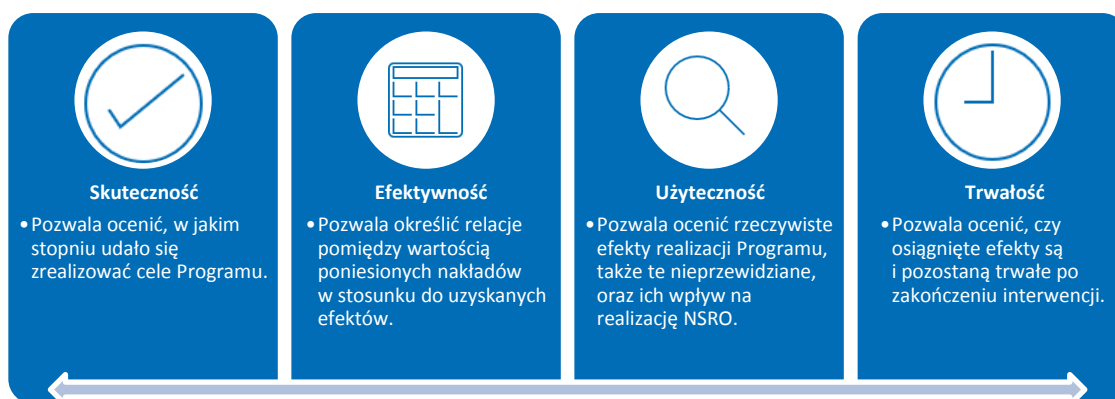 Skuteczność
•Pozwala ocenić, w jakim
stopniu udało się
zrealizować cele Programu.
Efektywność
•Pozwala określić relacje
pomiędzy wartością
poniesionych nakładów
w stosunku do uzyskanych
efektów.
Użyteczność
•Pozwala ocenić rzeczywiste
efekty realizacji Programu,
także te nieprzewidziane,
oraz ich wpływ na
realizację NSRO.
Trwałość
•Pozwala ocenić, czy
osiągnięte efekty są
i pozostaną trwałe po
zakończeniu interwencji.